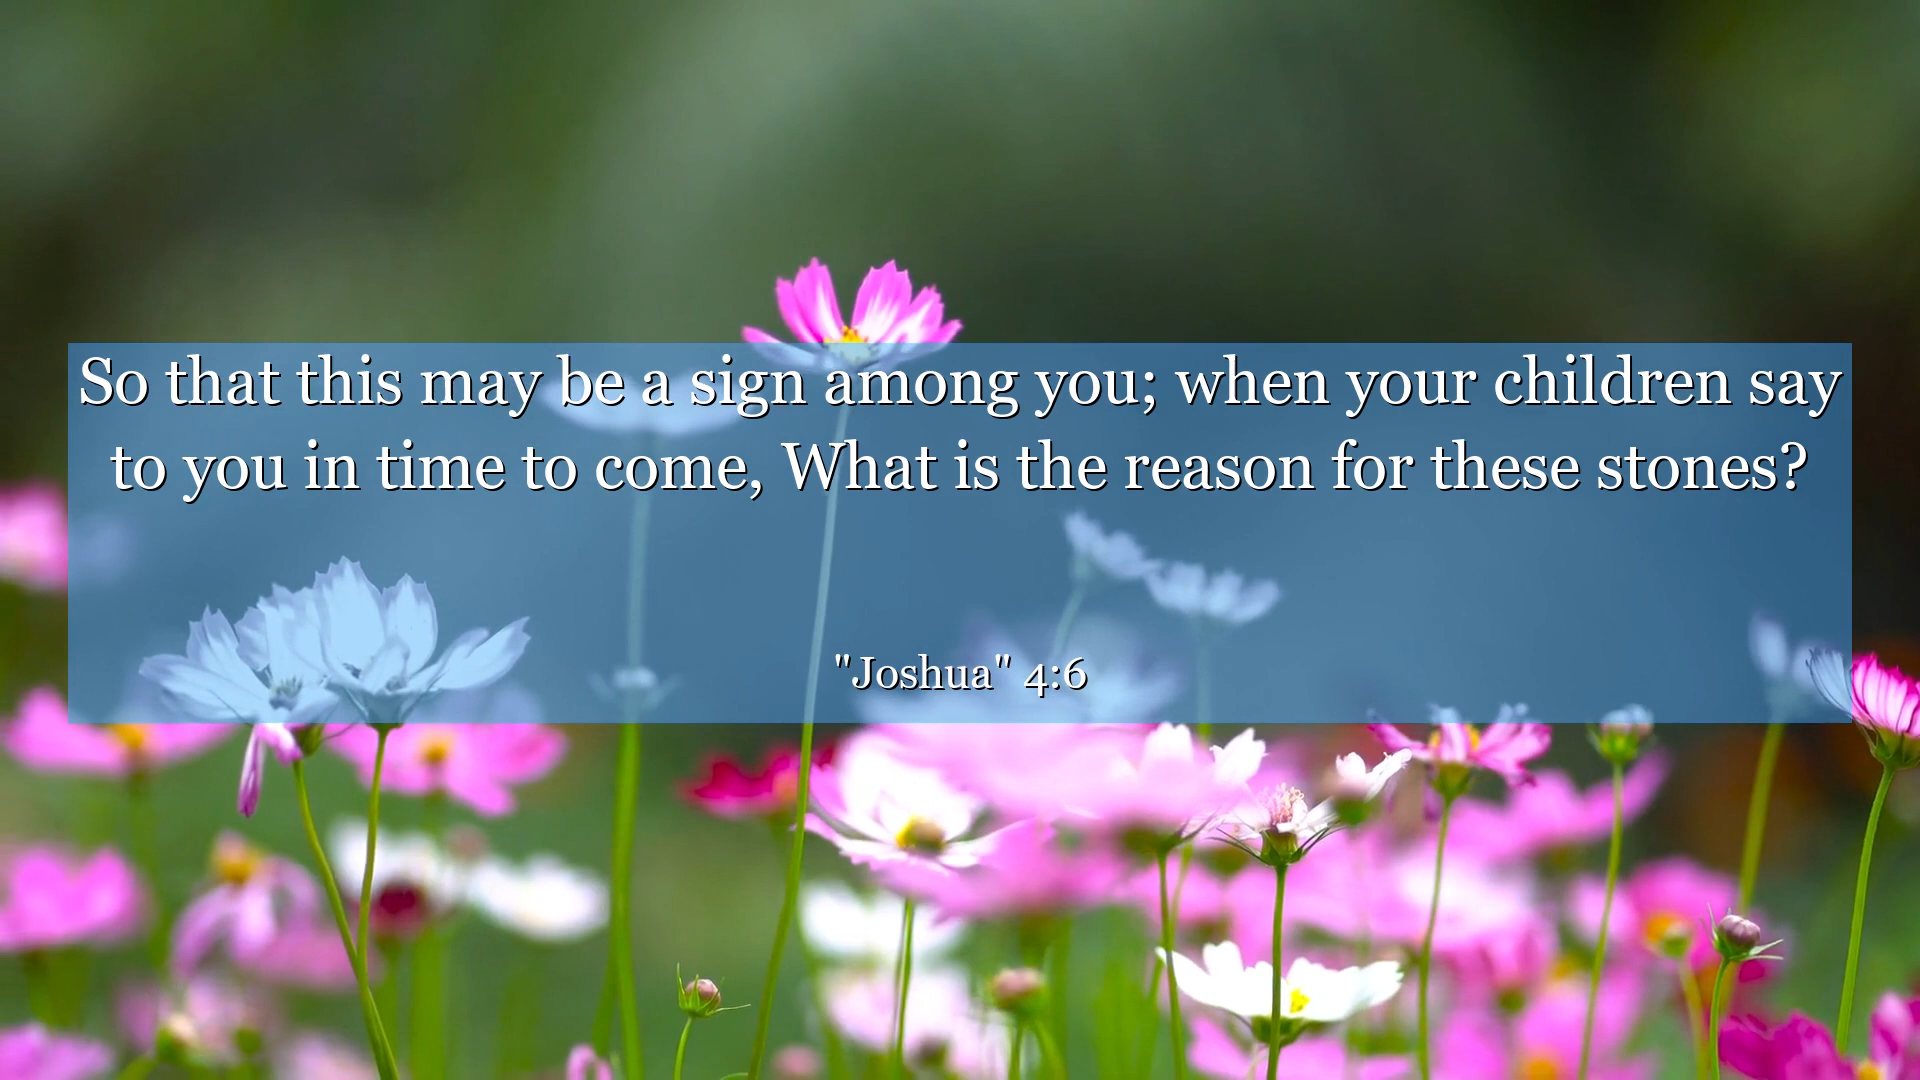 So that this may be a sign among you; when your children say
to you in time to come, What is the reason for these stones?
"Joshua" 4:6